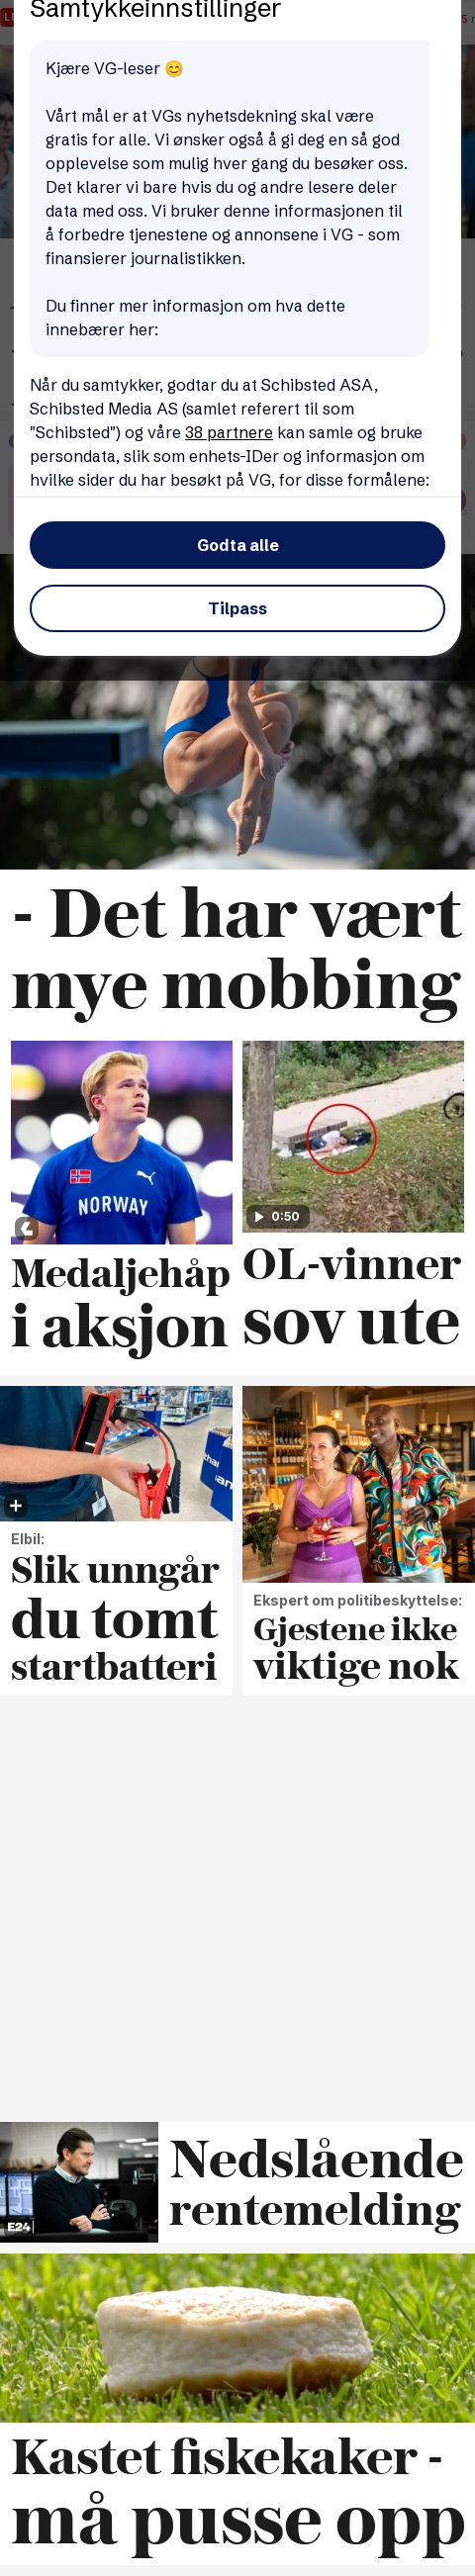 Samtykkeinnstillinger
Kjære VG-leser 😊
Vårt mål er at VGs nyhetsdekning skal være
gratis for alle. Vi ønsker også å gi deg en så god
opplevelse som mulig hver gang du besøker oss.
Det klarer vi bare hvis du og andre lesere deler
data med oss. Vi bruker denne informasjonen til
å forbedre tjenestene og annonsene i VG - som
finansierer journalistikken.
Du finner mer informasjon om hva dette
innebærer her:
Når du samtykker, godtar du at Schibsted ASA,
Schibsted Media AS (samlet referert til som
"Schibsted") og våre 38 partnere kan samle og bruke
persondata, slik som enhets-IDer og informasjon om
hvilke sider du har besøkt på VG, for disse formålene:
Godta alle
Tilpass
- Det har vært
mye mobbing
NORWAY
Medaljehåp
i aksjon
0:50
OL-vinner
sov ute
Elbil:
Slik unngår
du tomt
startbatteri
Ekspert om politibeskyttelse:
Gjestene ikke
viktige nok
E24
Nedslående
rentemelding
Kastet fiskekaker -
må pusse opp